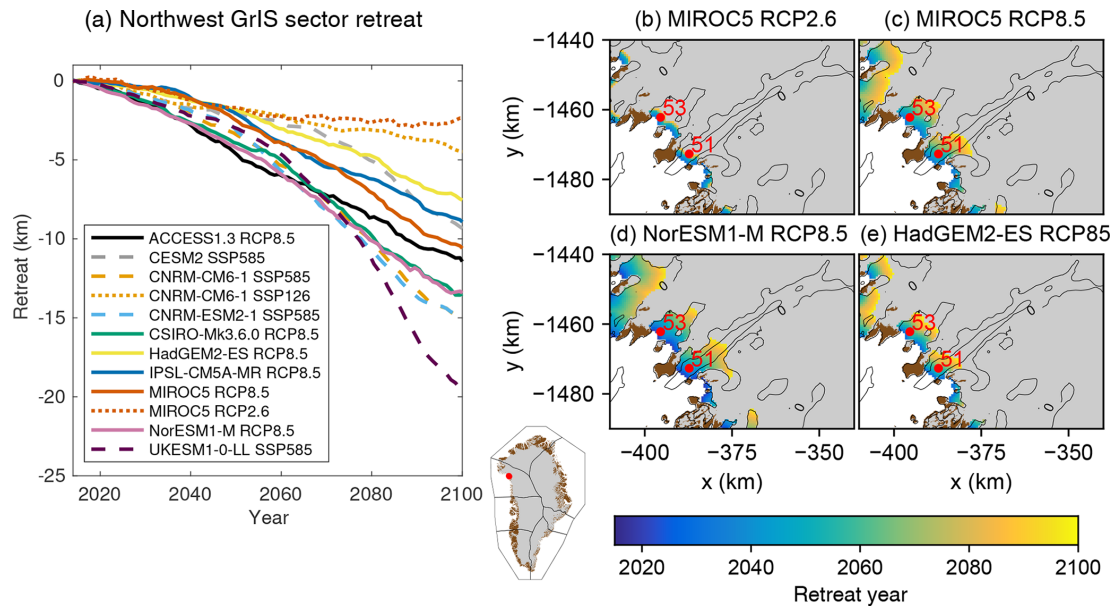 (a) Northwest GrIS sector retreat
0
-5
-10
-15
-20
-25
Retreat (km)
ACCESS1.3 RCP8.5
CESM2 SSP585
CNRM-CM6-1 SSP585
CNRM-CM6-1 SSP126
CNRM-ESM2-1 SSP585
CSIRO-Mk3.6.0 RCP8.5
HadGEM2-ES RCP8.5
IPSL-CM5A-MR RCP8.5
MIROC5 RCP8.5
MIROC5 RCP2.6
NorESM1-M RCP8.5
UKESM1-0-LL SSP585
2020 2040 2060 2080 2100
Year
(b) MIROC5 RCP2.6
(c) MIROC5 RCP8.5
−1440
−1460
−1480
y (km)
53
51
53
51
(d) NorESM1-M RCP8.5
(e) HadGEM2-ES RCP85
−1440
−1460
−1480
y (km)
53
51
53
51
−400 −350
−400 −350
x (km)
x (km)
2020 2040 2060 2080 2100
Retreat year